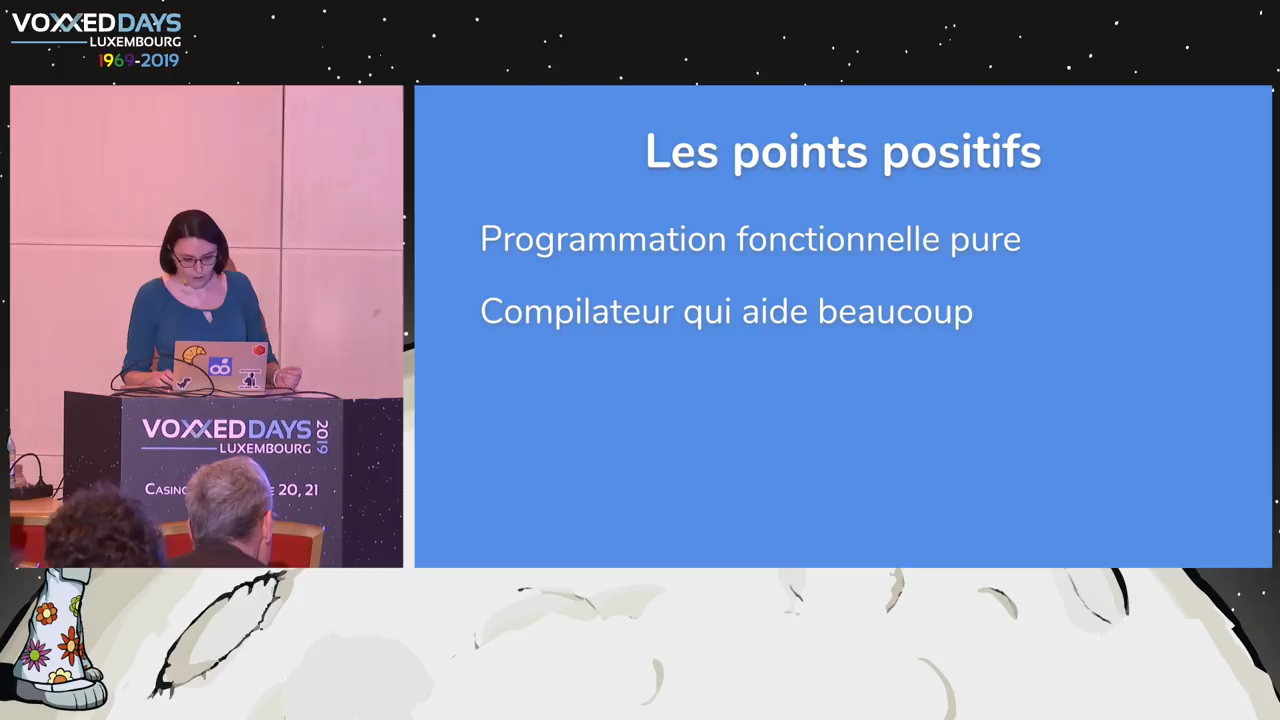 VOXXEDDAYS
LUXEMBOURG
1969-2019
Les points positifs
Programmation fonctionnelle pure
Compilateur qui aide beaucoup
VOXXEDDAYS 2019
LUXEMBOURG
20, 21